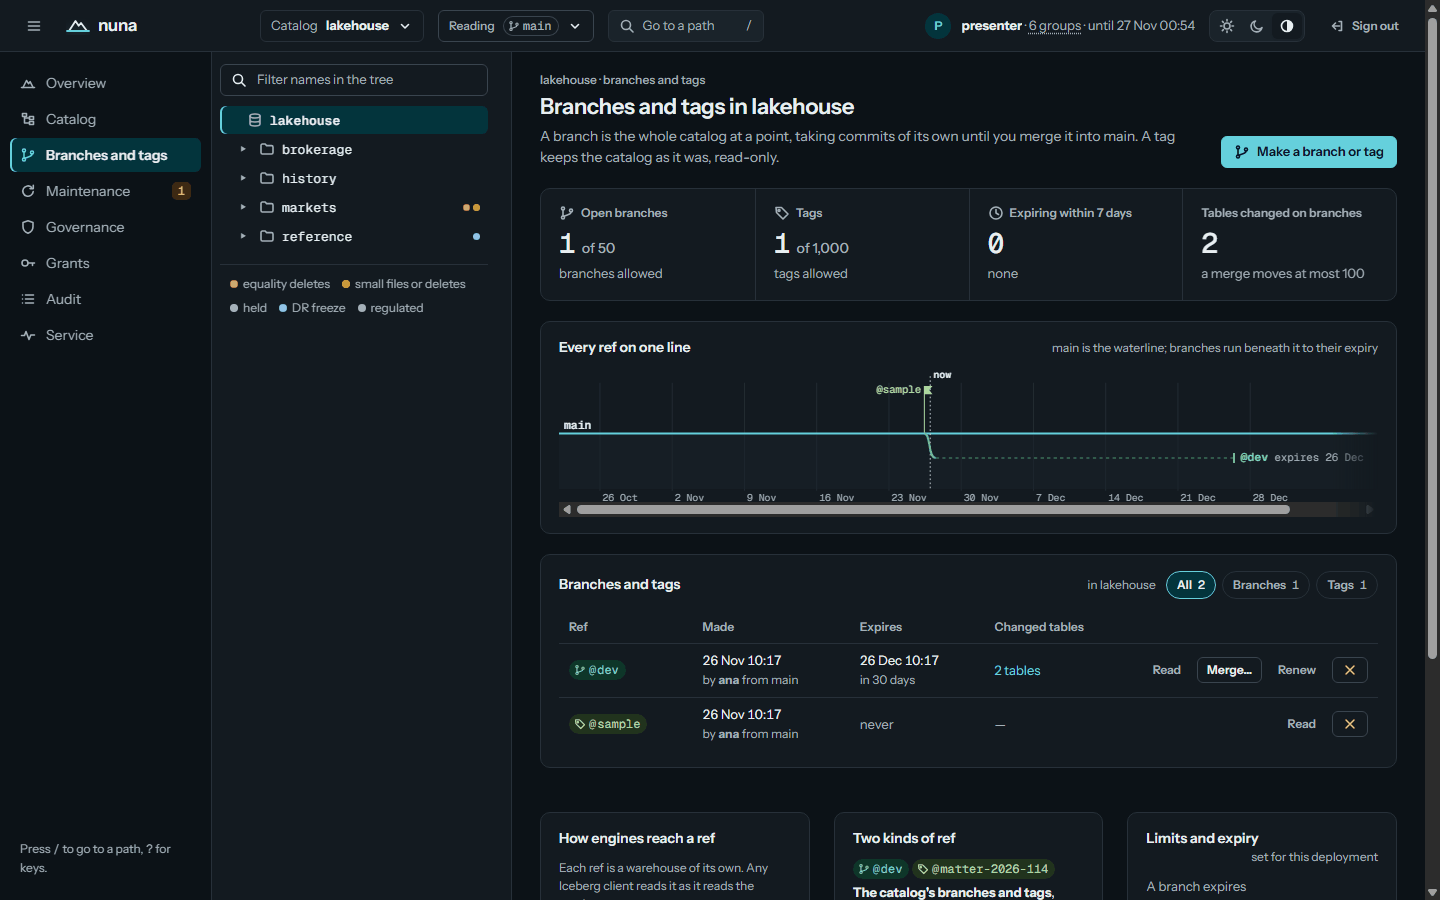 nuna
Catalog lakehouse
Reading main
Go to a path /
P presenter · 6 groups · until 27 Nov 00:54
Sign out
Overview
Catalog
Branches and tags
Maintenance 1
Governance
Grants
Audit
Service
Press / to go to a path, ? for
keys.
Filter names in the tree
lakehouse
brokerage
history
markets
reference
equality deletes small files or deletes
held DR freeze regulated
lakehouse · branches and tags
Branches and tags in lakehouse
A branch is the whole catalog at a point, taking commits of its own until you merge it into main. A tag
keeps the catalog as it was, read-only.
Make a branch or tag
Open branches
1 of 50
branches allowed
Tags
1 of 1,000
tags allowed
Expiring within 7 days
0
none
Tables changed on branches
2
a merge moves at most 100
Every ref on one line
main is the waterline; branches run beneath it to their expiry
now
@sample
main
@dev expires 26 Dec
26 Oct 2 Nov 9 Nov 16 Nov 23 Nov 30 Nov 7 Dec 14 Dec 21 Dec 28 Dec
Branches and tags
in lakehouse All 2 Branches 1 Tags 1
Ref Made Expires Changed tables
@dev 26 Nov 10:17 26 Dec 10:17 2 tables Read Merge... Renew
by ana from main in 30 days
@sample 26 Nov 10:17 never — Read
by ana from main
How engines reach a ref
Each ref is a warehouse of its own. Any
Iceberg client reads it as it reads the
Two kinds of ref
@dev @matter-2026-114
The catalog's branches and tags,
Limits and expiry
set for this deployment
A branch expires